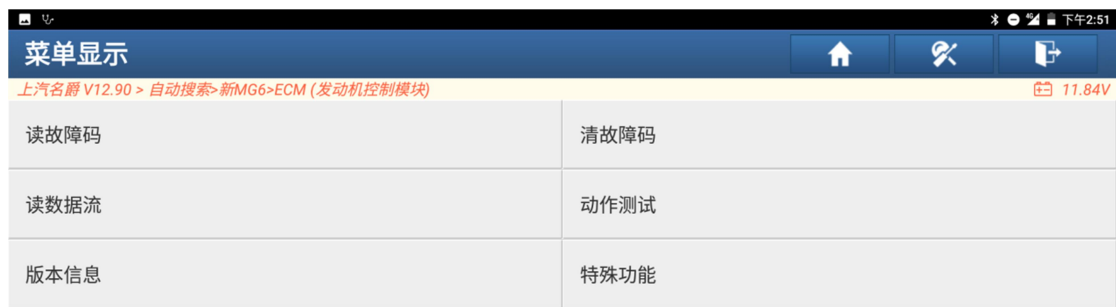 下午2:51
菜单显示
上汽名爵 V12.90 > 自动搜索>新MG6>ECM (发动机控制模块) 11.84V
读故障码 清故障码
读数据流 动作测试
版本信息 特殊功能